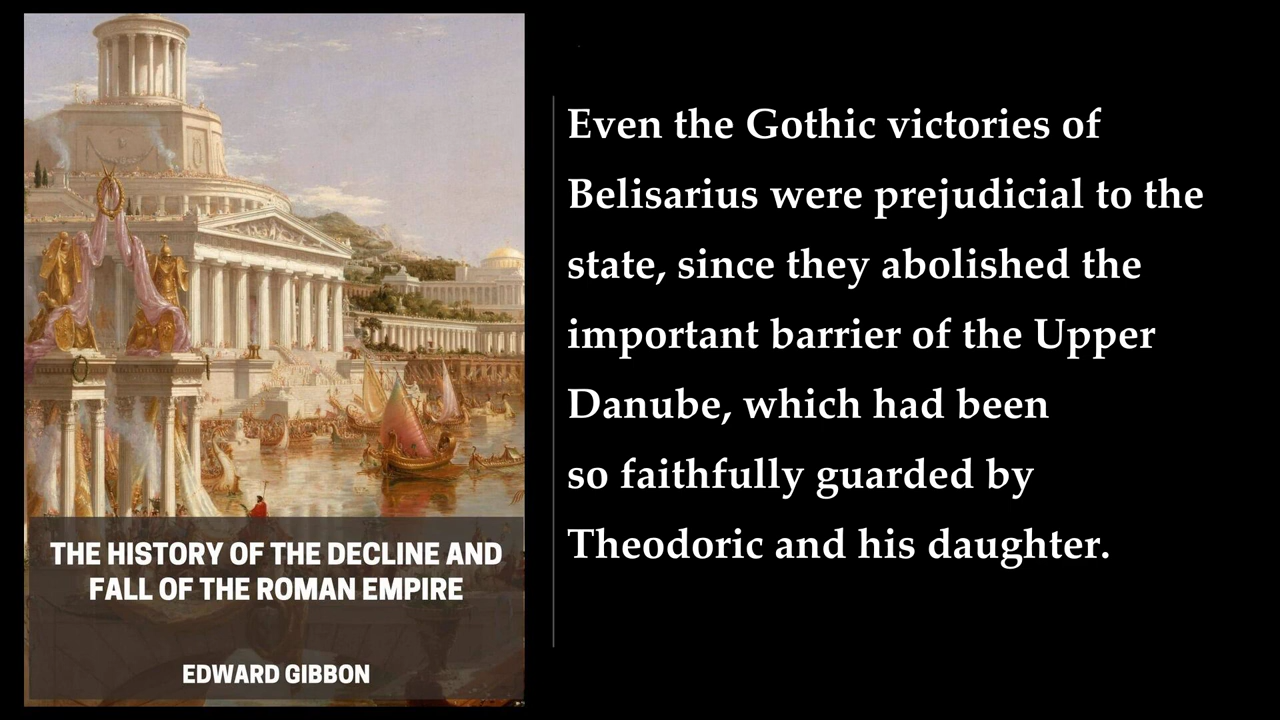 THE HISTORY OF THE DECLINE AND
FALL OF THE ROMAN EMPIRE
EDWARD GIBBON
Even the Gothic victories of
Belisarius were prejudicial to the
state, since they abolished the
important barrier of the Upper
Danube, which had been
so faithfully guarded by
Theodoric and his daughter.